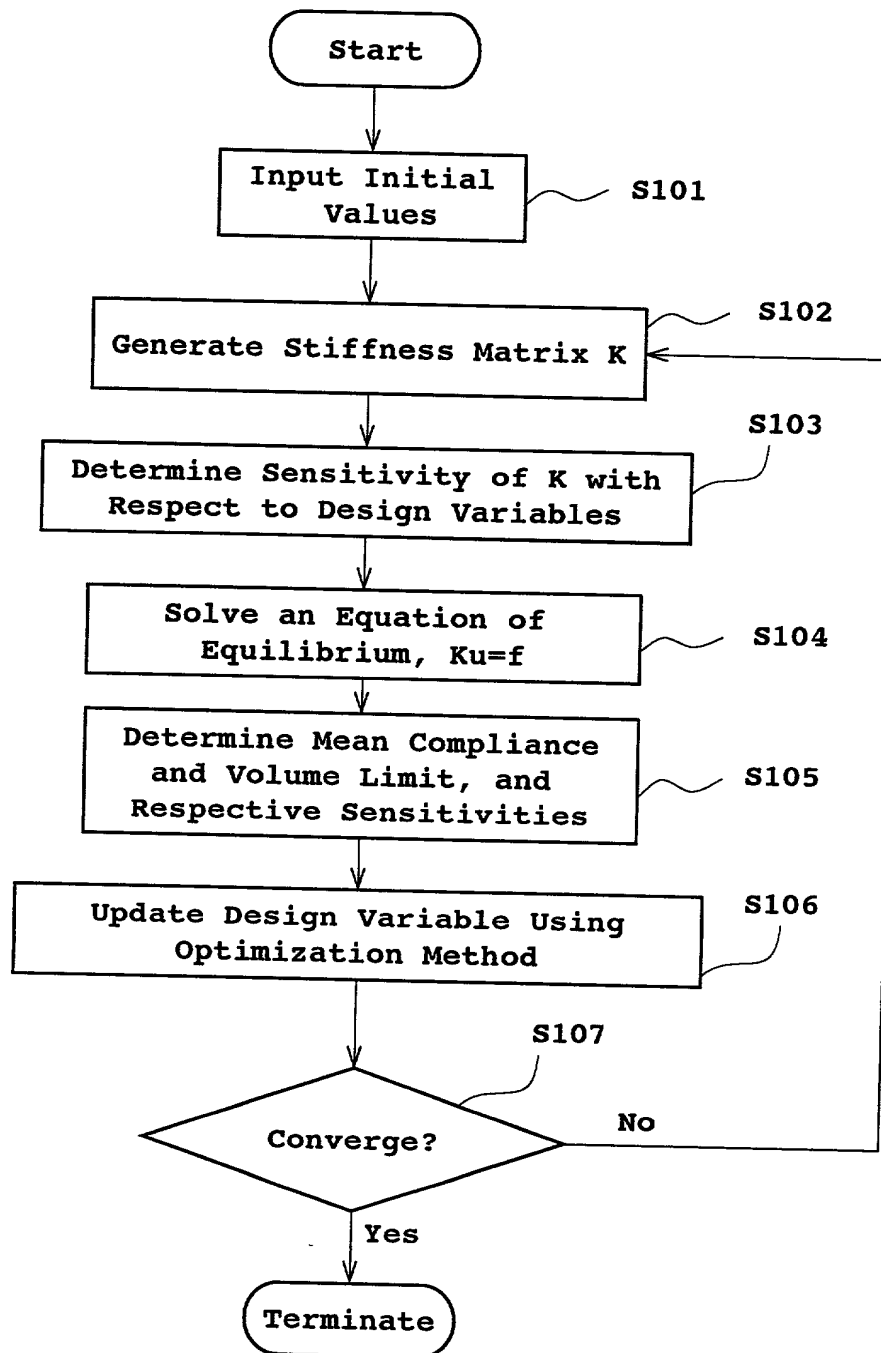 Start
Input Initial
Values
S101
S102
Generate Stiffness Matrix K
S103
Determine Sensitivity of K with
Respect to Design Variables
Solve an Equation of
Equilibrium, Ku=f
S104
Determine Mean Compliance
and Volume Limit, and
Respective Sensitivities
S105
Update Design Variable Using
Optimization Method
S106
S107
Converge?
No
Yes
Terminate